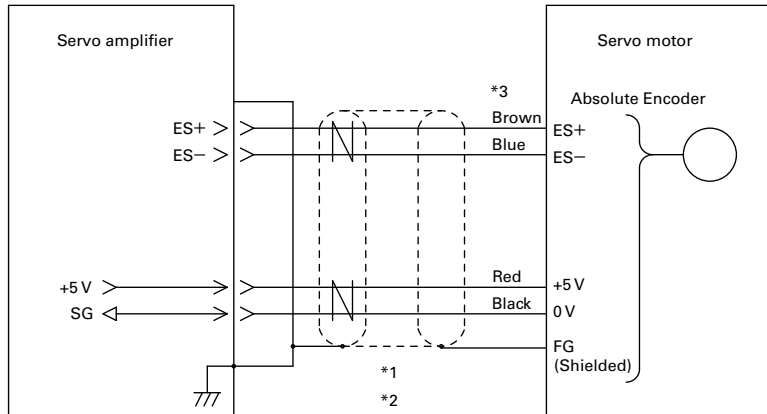 Servo amplifier
Servo motor
*3
Absolute Encoder
ES+
Brown
ES+
ES−
Blue
ES−
+5 V
Red
+5 V
SG
Black
0 V
FG
(Shielded)
*1
*2